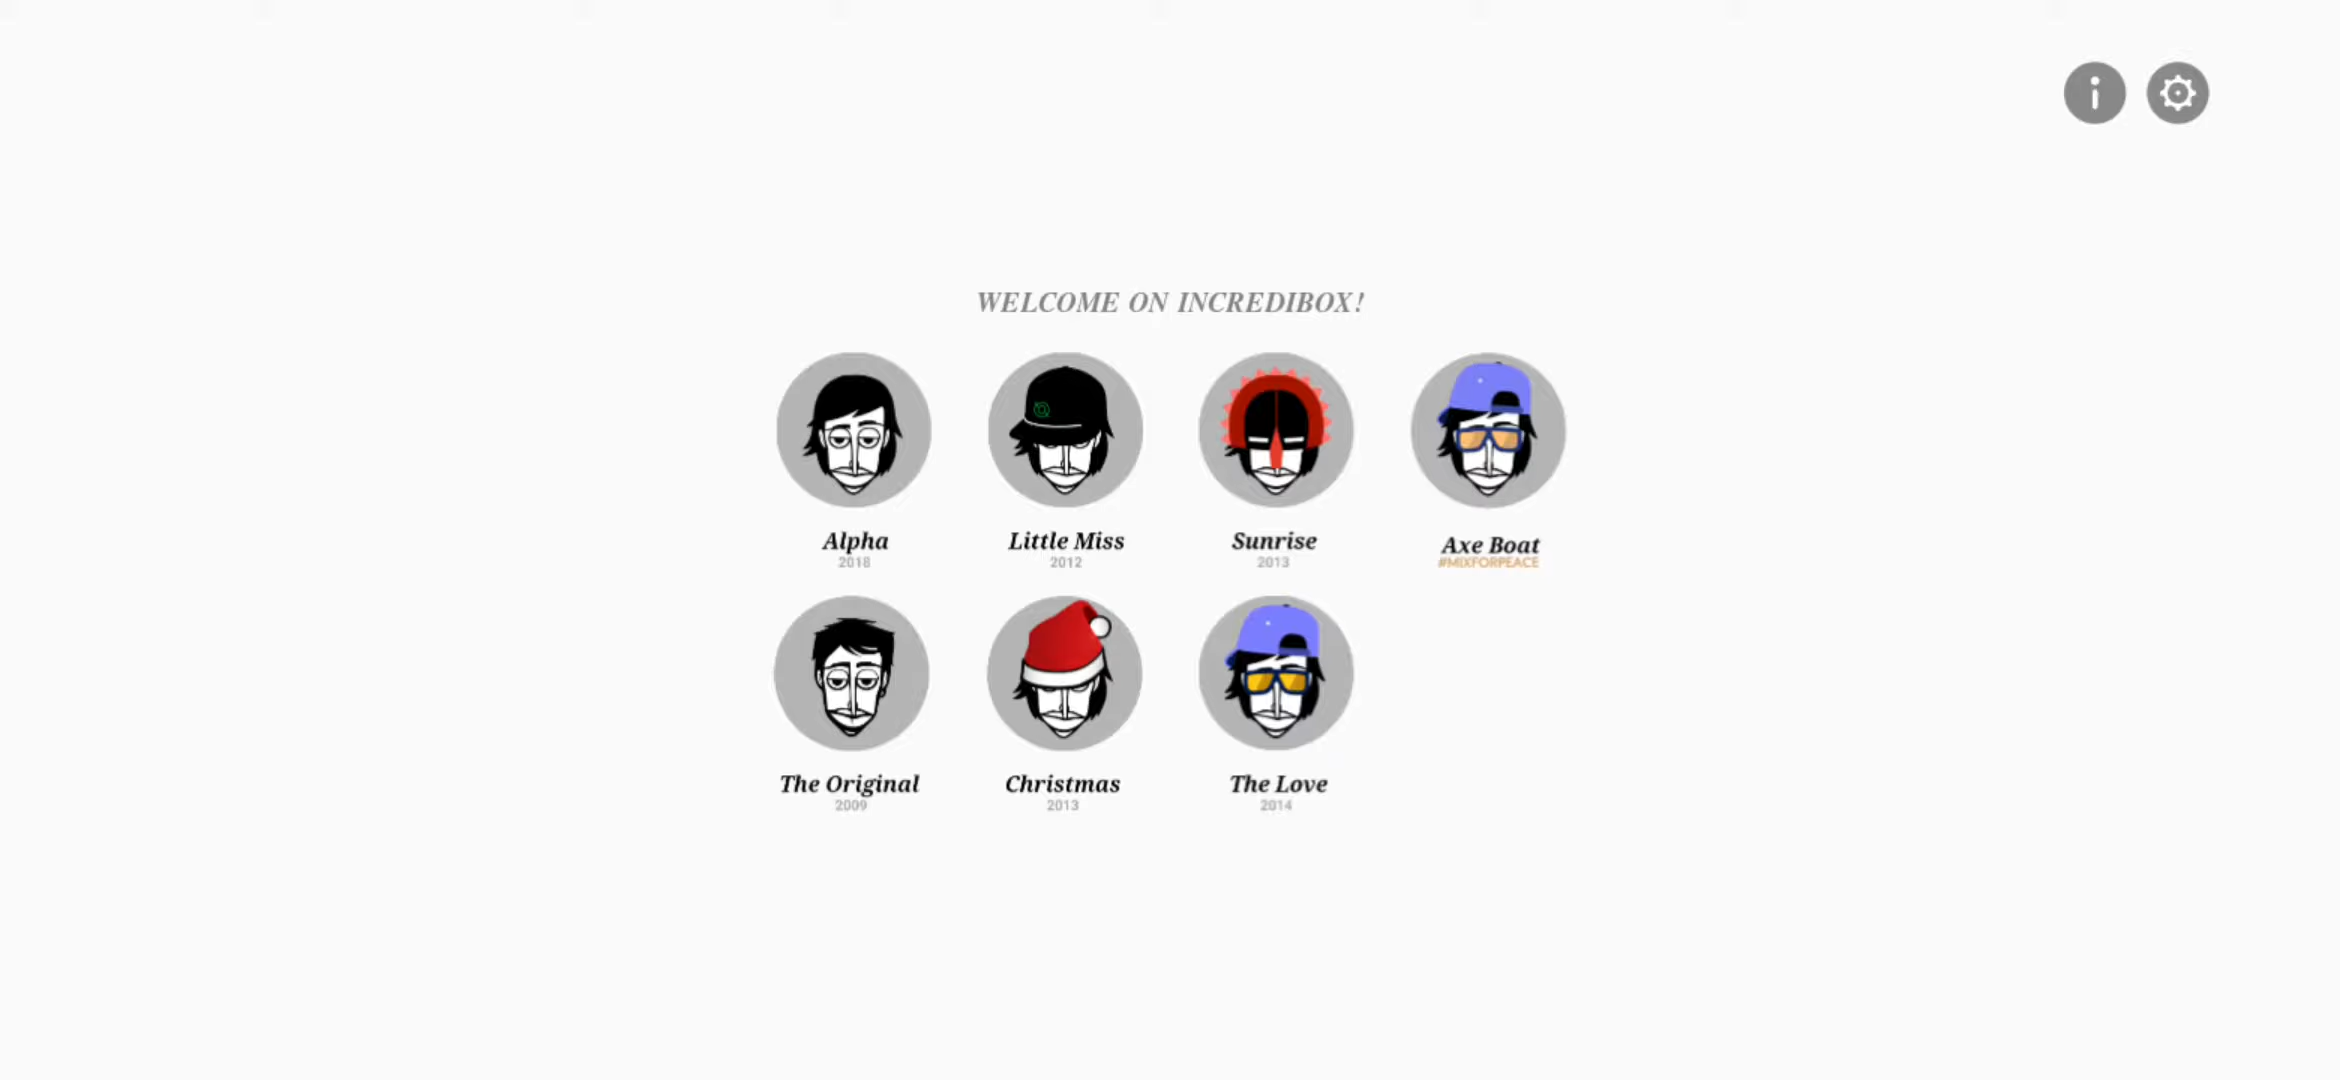 WELCOME ON INCREDIBOX!
Alpha
2018
Little Miss
2012
Sunrise
2013
Axe Boat
#MIXFORPEACE
The Original
2009
Christmas
2013
The Love
2014